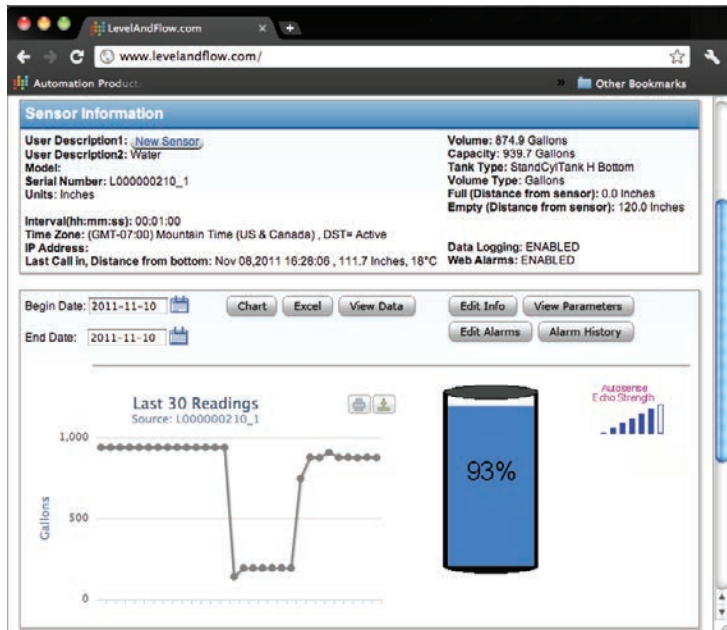 LevelAndFlow.com
www.levelandflow.com/
Automation Product
Other Bookmarks
Sensor Information
User Description1: New Sensor
User Description2: Water
Model:
Serial Number: L000000210_1
Units: Inches
Interval(hh:mm:ss): 00:01:00
Time Zone: (GMT-07:00) Mountain Time (US & Canada) , DST= Active
IP Address:
Last Call in, Distance from bottom: Nov 08,2011 16:28:06 , 111.7 Inches, 18°C
Volume: 874.9 Gallons
Capacity: 939.7 Gallons
Tank Type: StandCylTank H Bottom
Volume Type: Gallons
Full (Distance from sensor): 0.0 Inches
Empty (Distance from sensor): 120.0 Inches
Data Logging: ENABLED
Web Alarms: ENABLED
Begin Date: 2011-11-10
Chart Excel View Data
Edit Info View Parameters
End Date: 2011-11-10
Edit Alarms Alarm History
Last 30 Readings
Source: L000000210_1
1,000
500
0
Gallons
93%
Autosense
Echo Strength